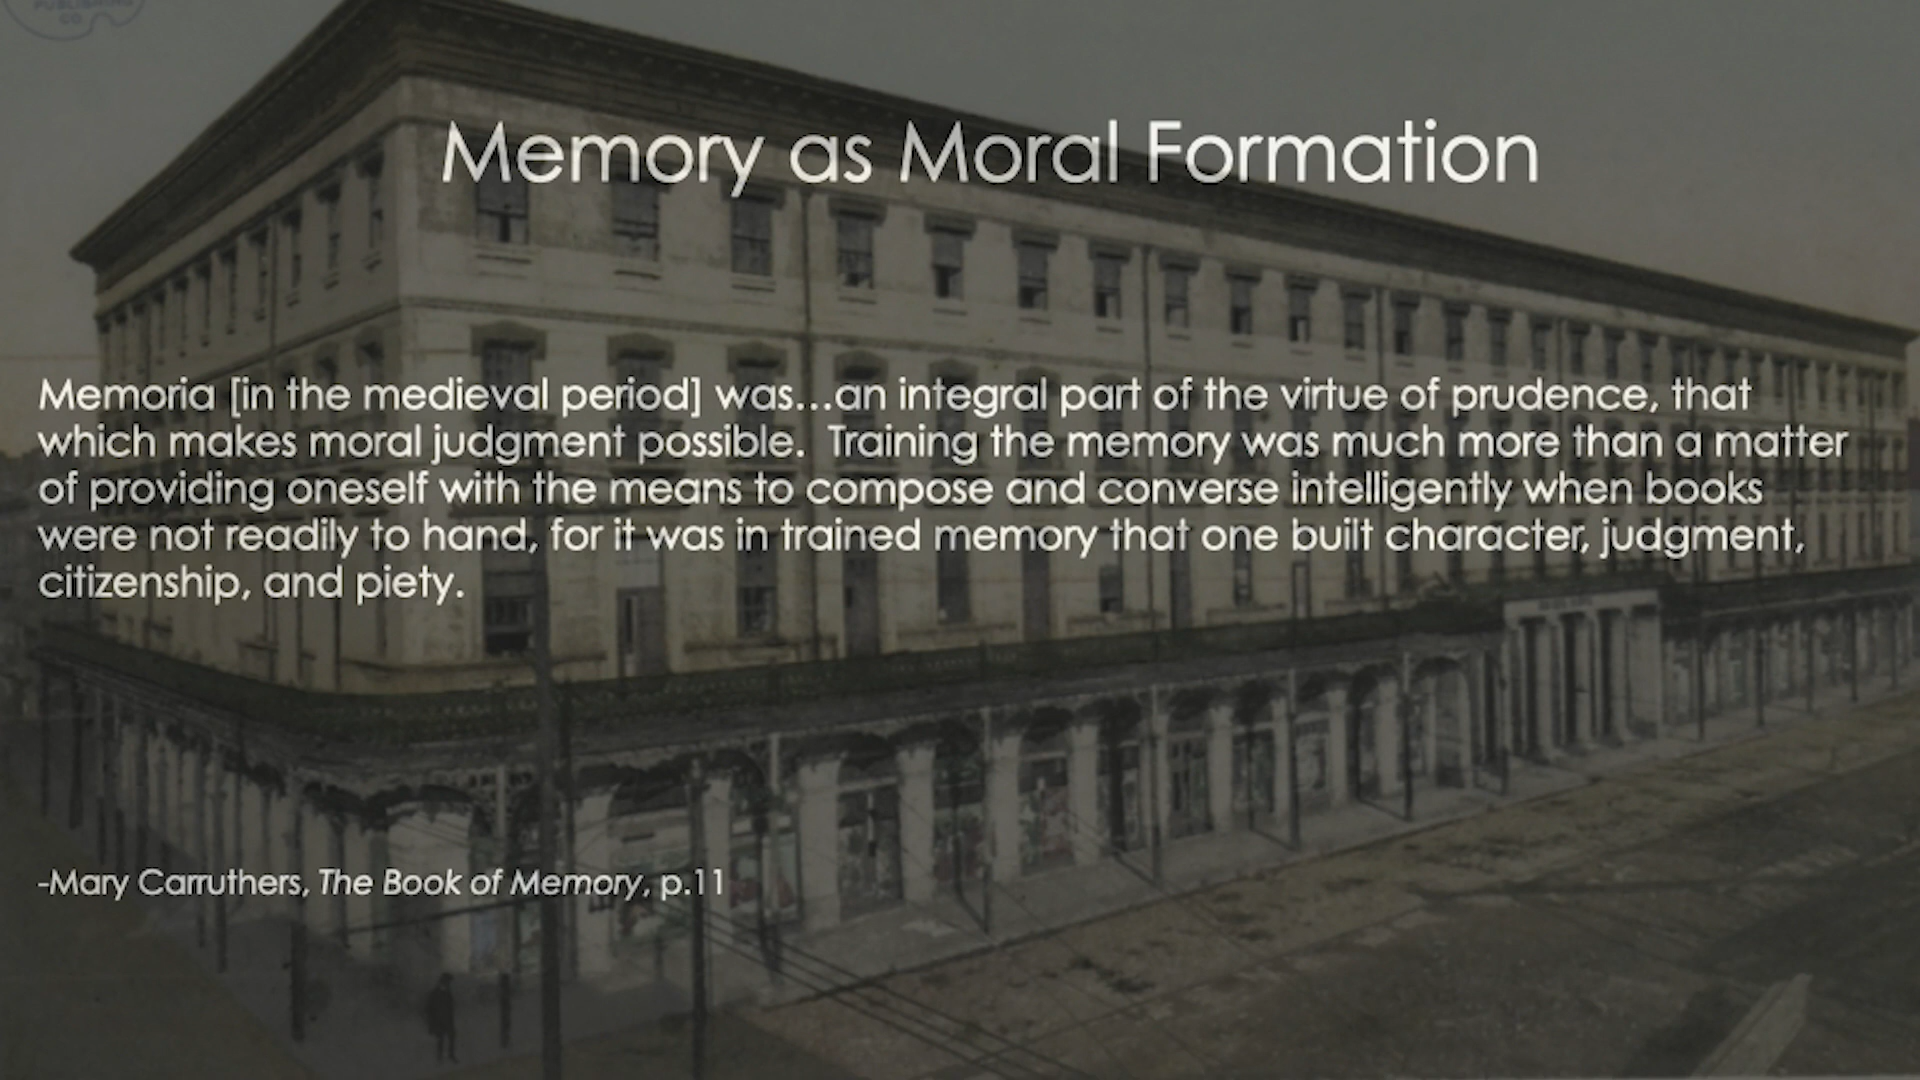 PUBLISHING
CO.
Memory as Moral Formation
Memoria [in the medieval period] was...an integral part of the virtue of prudence, that
which makes moral judgment possible.  Training the memory was much more than a matter
of providing oneself with the means to compose and converse intelligently when books
were not readily to hand, for it was in trained memory that one built character, judgment,
citizenship, and piety.
-Mary Carruthers, The Book of Memory, p.11